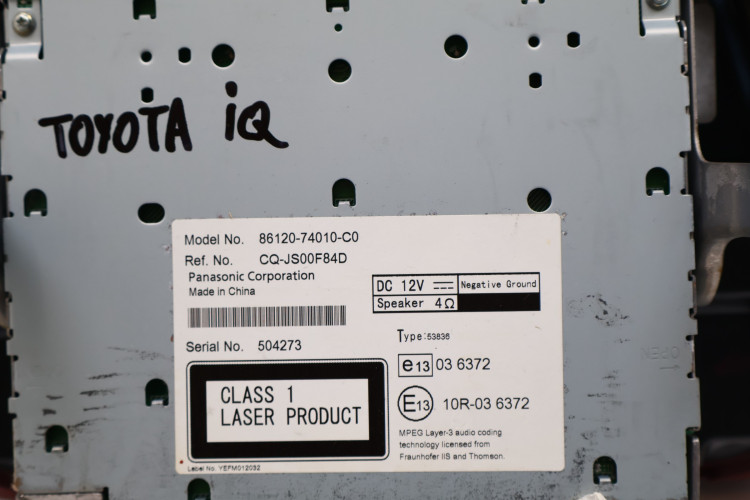 TOYOTA iQ
Model No. 86120-74010-C0
Ref. No. CQ-JS00F84D
Panasonic Corporation
Made in China
DC 12V Negative Ground
Speaker 4Ω
Serial No. 504273
Type:53836
e13 03 6372
E13 10R-03 6372
CLASS 1
LASER PRODUCT
MPEG Layer-3 audio coding
technology licensed from
Fraunhofer IIS and Thomson.
Label No. YEFM012032
OPEN